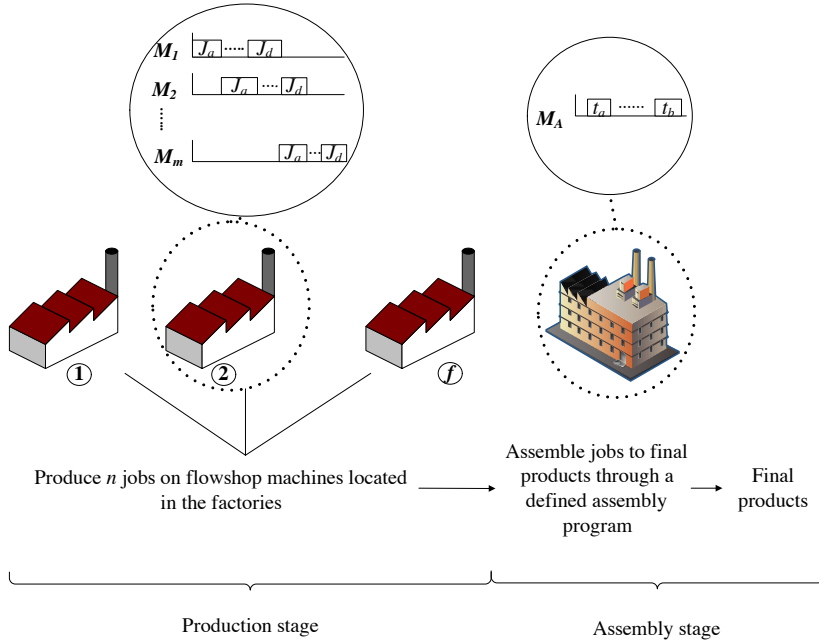 M1 Ja ..... Jd
M2 Ja .... Jd
Mm Ja ... Jd
MA ta ...... tb
1 2 f
Produce n jobs on flowshop machines located
in the factories
Assemble jobs to final
products through a
defined assembly
program
Final
products
Production stage
Assembly stage